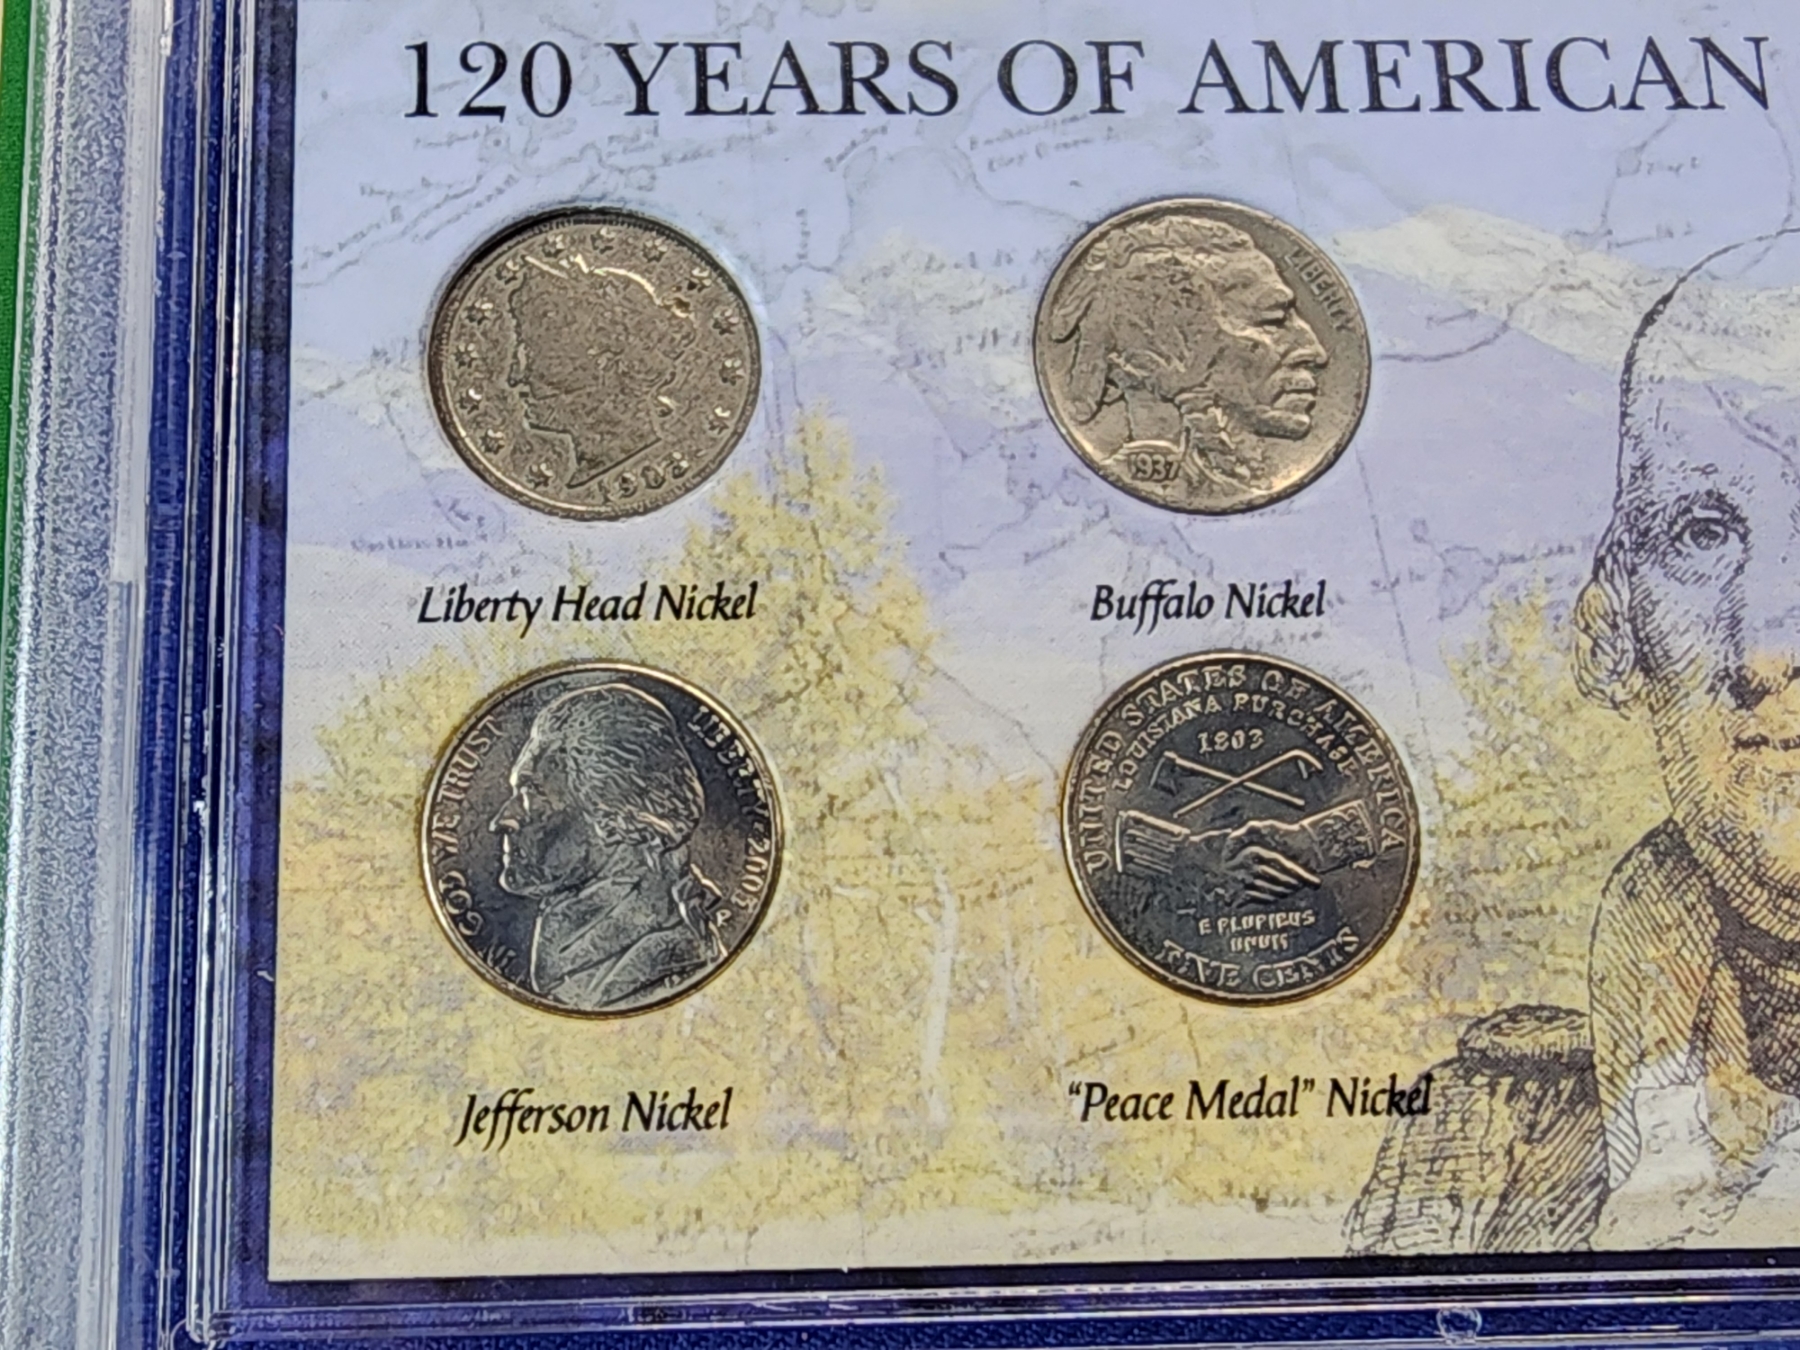 120 YEARS OF AMERICAN
LIBERTY
1937
Liberty Head Nickel
Buffalo Nickel
GOD WE TRUST
LIBERTY 2003
P
UNITED STATES OF AMERICA
LOUISIANA PURCHASE
1803
E PLURIBUS
UNUM
FIVE CENTS
Jefferson Nickel
"Peace Medal" Nickel